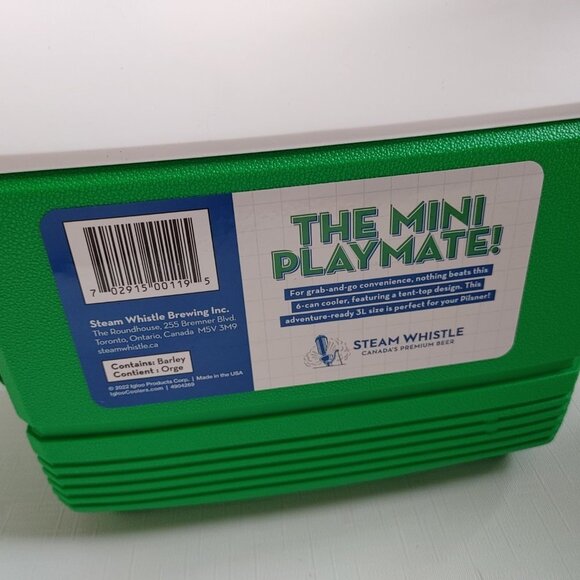 7 02915 00119 5
Steam Whistle Brewing Inc.
The Roundhouse, 255 Bremner Blvd.
Toronto, Ontario, Canada M5V 3M9
steamwhistle.ca
Contains: Barley
Contient : Orge
© 2022 Igloo Products Corp. | Made in the USA
IglooCoolers.com | 4904269
THE MINI
PLAYMATE!
For grab-and-go convenience, nothing beats this
6-can cooler, featuring a tent-top design. This
adventure-ready 3L size is perfect for your Pilsner!
STEAM WHISTLE
CANADA'S PREMIUM BEER